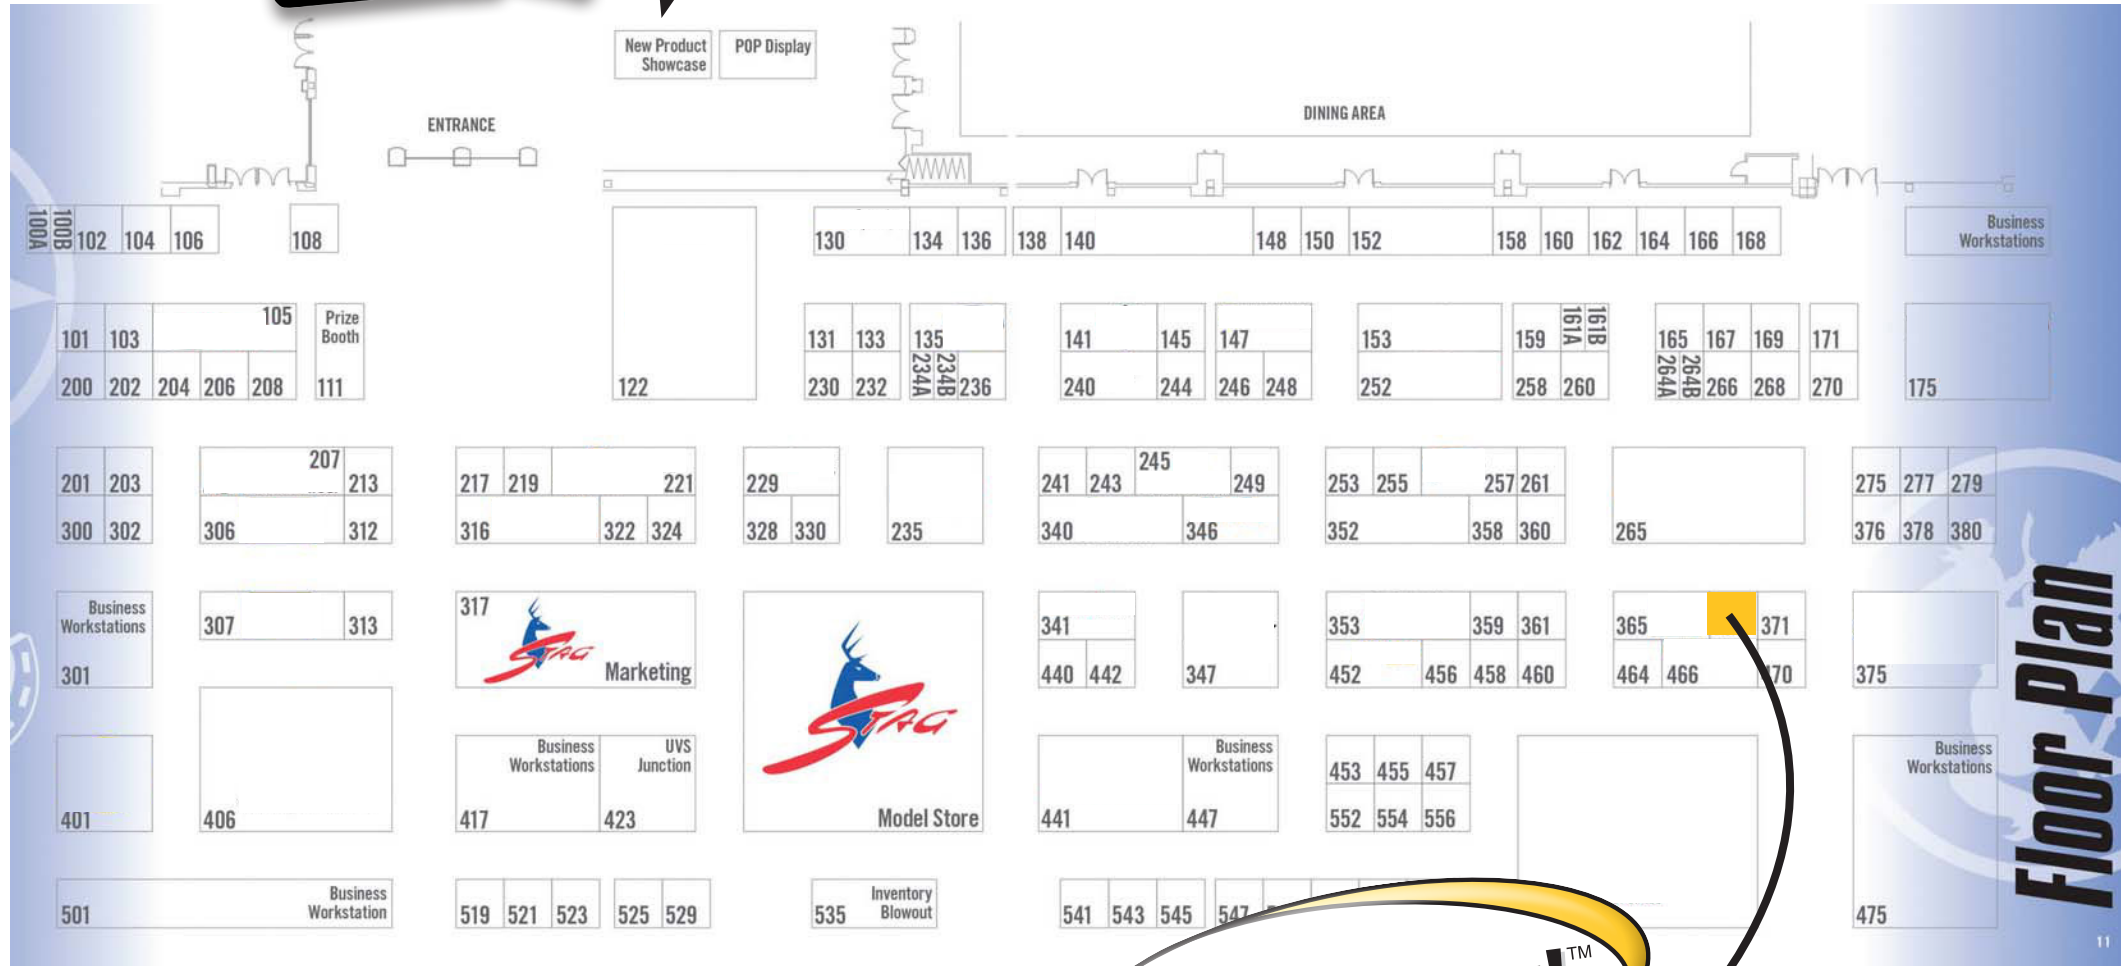 New Product
Showcase
POP Display
ENTRANCE
DINING AREA
100A 100B 102 104 106 108 130 134 136 138 140 148 150 152 158 160 162 164 166 168
Business
Workstations
105
Prize
Booth
101 103 131 133 135 141 145 147 153 159 161A 161B 165 167 169 171
200 202 204 206 208 111 122 230 232 234A 234B 236 240 244 246 248 252 258 260 264A 264B 266 268 270 175
207 245
201 203 213 217 219 221 229 241 243 249 253 255 257 261 275 277 279
300 302 306 312 316 322 324 328 330 235 340 346 352 358 360 265 376 378 380
Business
Workstations
301
307 313
317
STAG
Marketing
341 353 359 361 365 371
440 442 347 452 456 458 460 464 466 470 375
STAG
Model Store
Business
Workstations
UVS
Junction
Business
Workstations
453 455 457
Business
Workstations
401 406 417 423 441 447 552 554 556
501
Business
Workstation
519 521 523 525 529 535
Inventory
Blowout
541 543 545 547
475
Floor Plan
11
TM